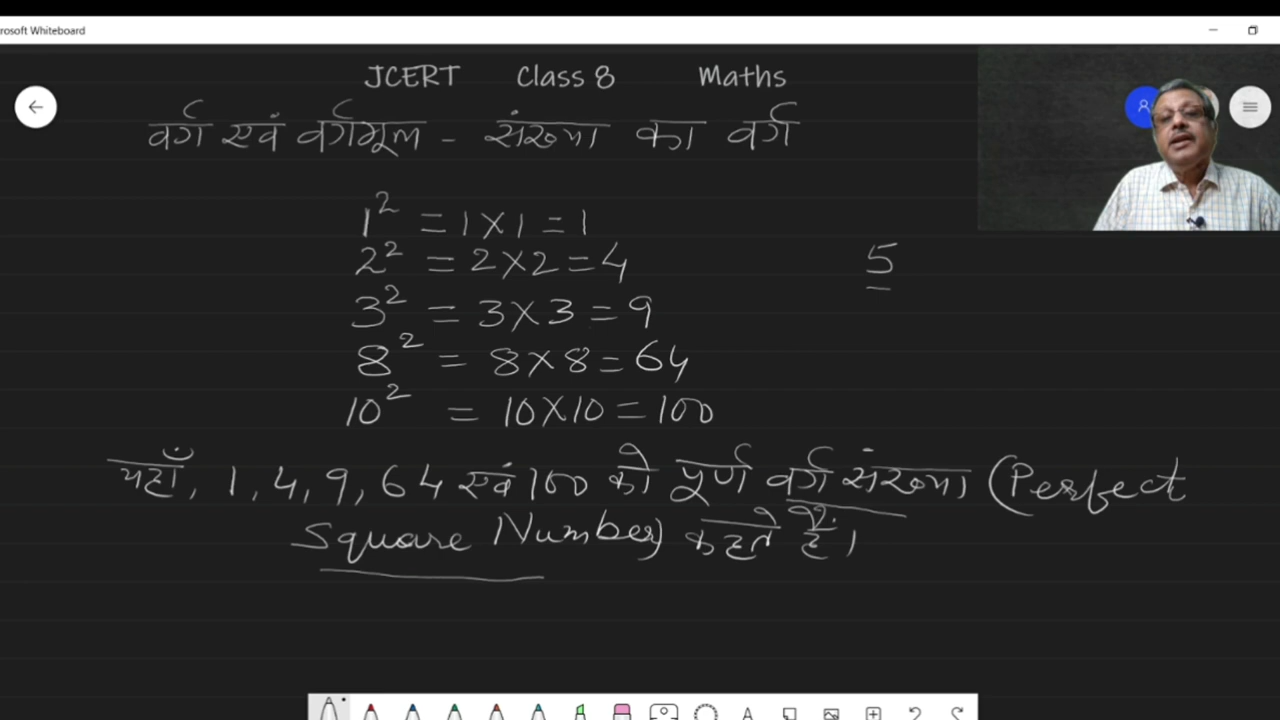 rosoft Whiteboard
JCERT Class 8 Maths
वर्ग एवं वर्गमूल - संख्या का वर्ग
1² = 1×1 = 1
2² = 2×2 = 4
5
3² = 3×3 = 9
8² = 8×8 = 64
10² = 10×10 = 100
यहाँ, 1, 4, 9, 64 एवं 100 को पूर्ण वर्ग संख्या (Perfect
Square Number) कहते हैं।